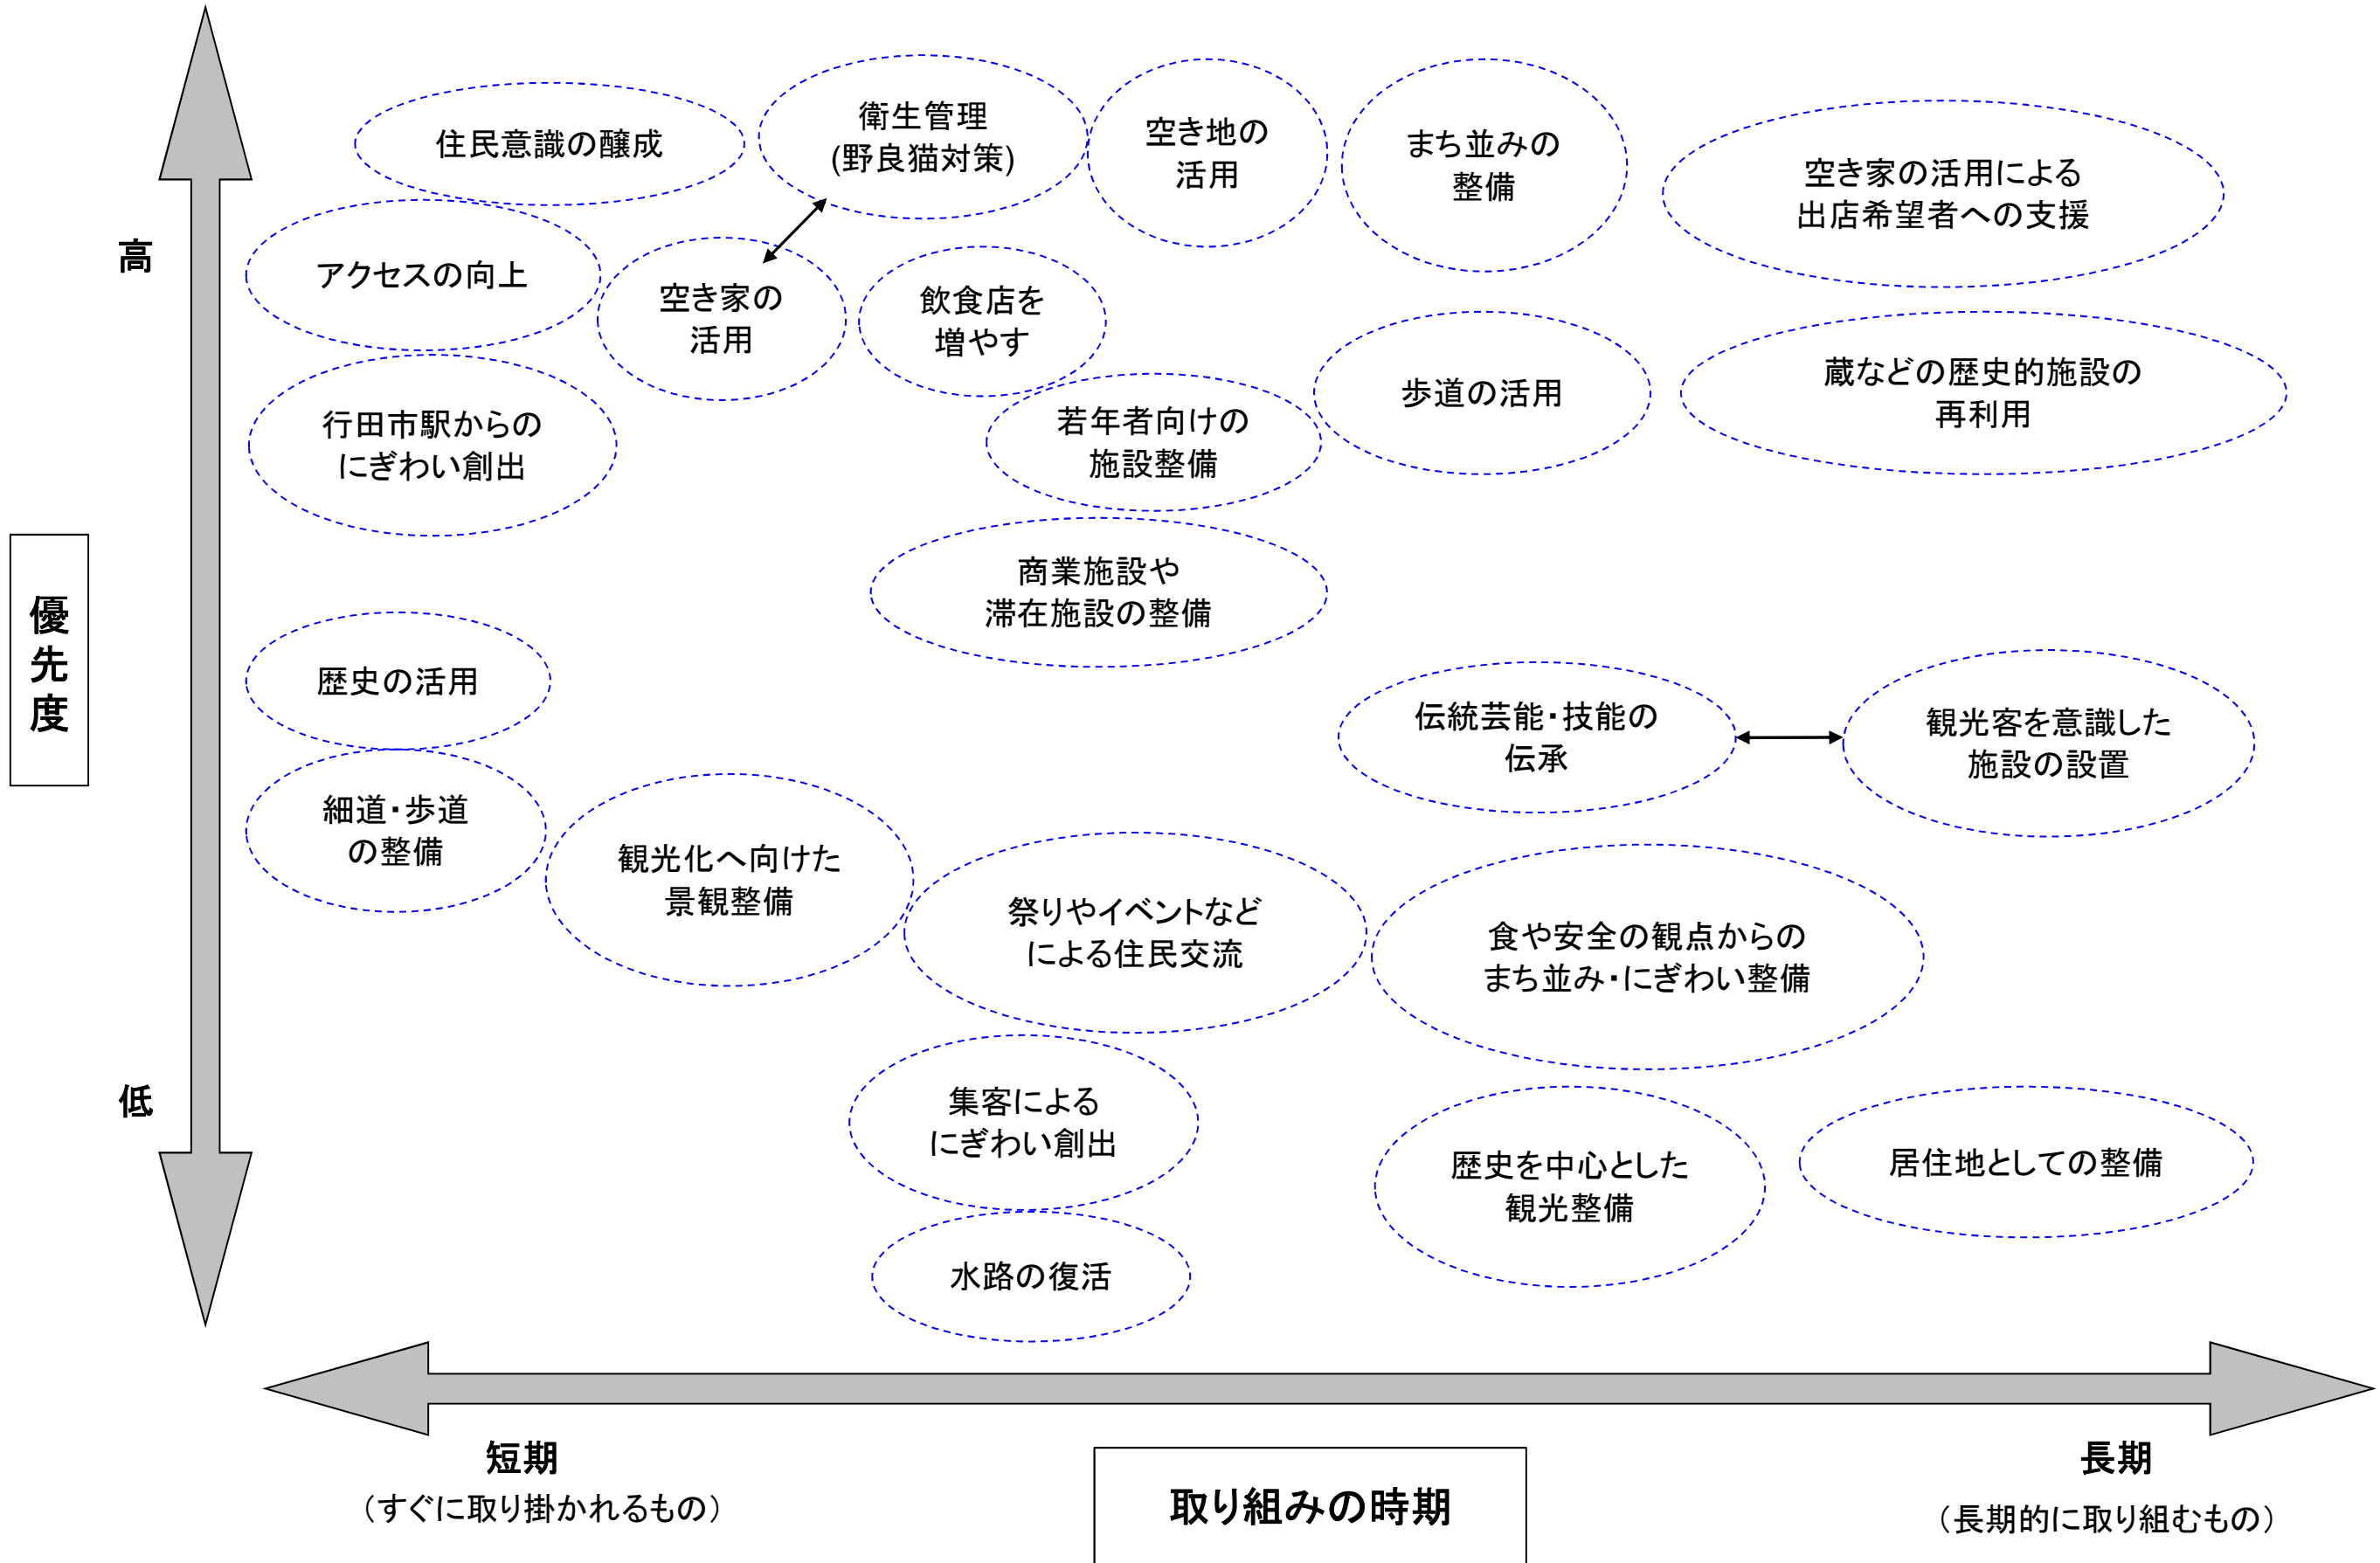 住民意識の醸成
衛生管理
(野良猫対策)
空き地の
活用
まち並みの
整備
空き家の活用による
出店希望者への支援
高
アクセスの向上
空き家の
活用
飲食店を
増やす
行田市駅からの
にぎわい創出
若年者向けの
施設整備
歩道の活用
蔵などの歴史的施設の
再利用
商業施設や
滞在施設の整備
優
先
度
歴史の活用
伝統芸能・技能の
伝承
観光客を意識した
施設の設置
細道・歩道
の整備
観光化へ向けた
景観整備
祭りやイベントなど
による住民交流
食や安全の観点からの
まち並み・にぎわい整備
低
集客による
にぎわい創出
歴史を中心とした
観光整備
居住地としての整備
水路の復活
短期
（すぐに取り掛かれるもの）
取り組みの時期
長期
（長期的に取り組むもの）